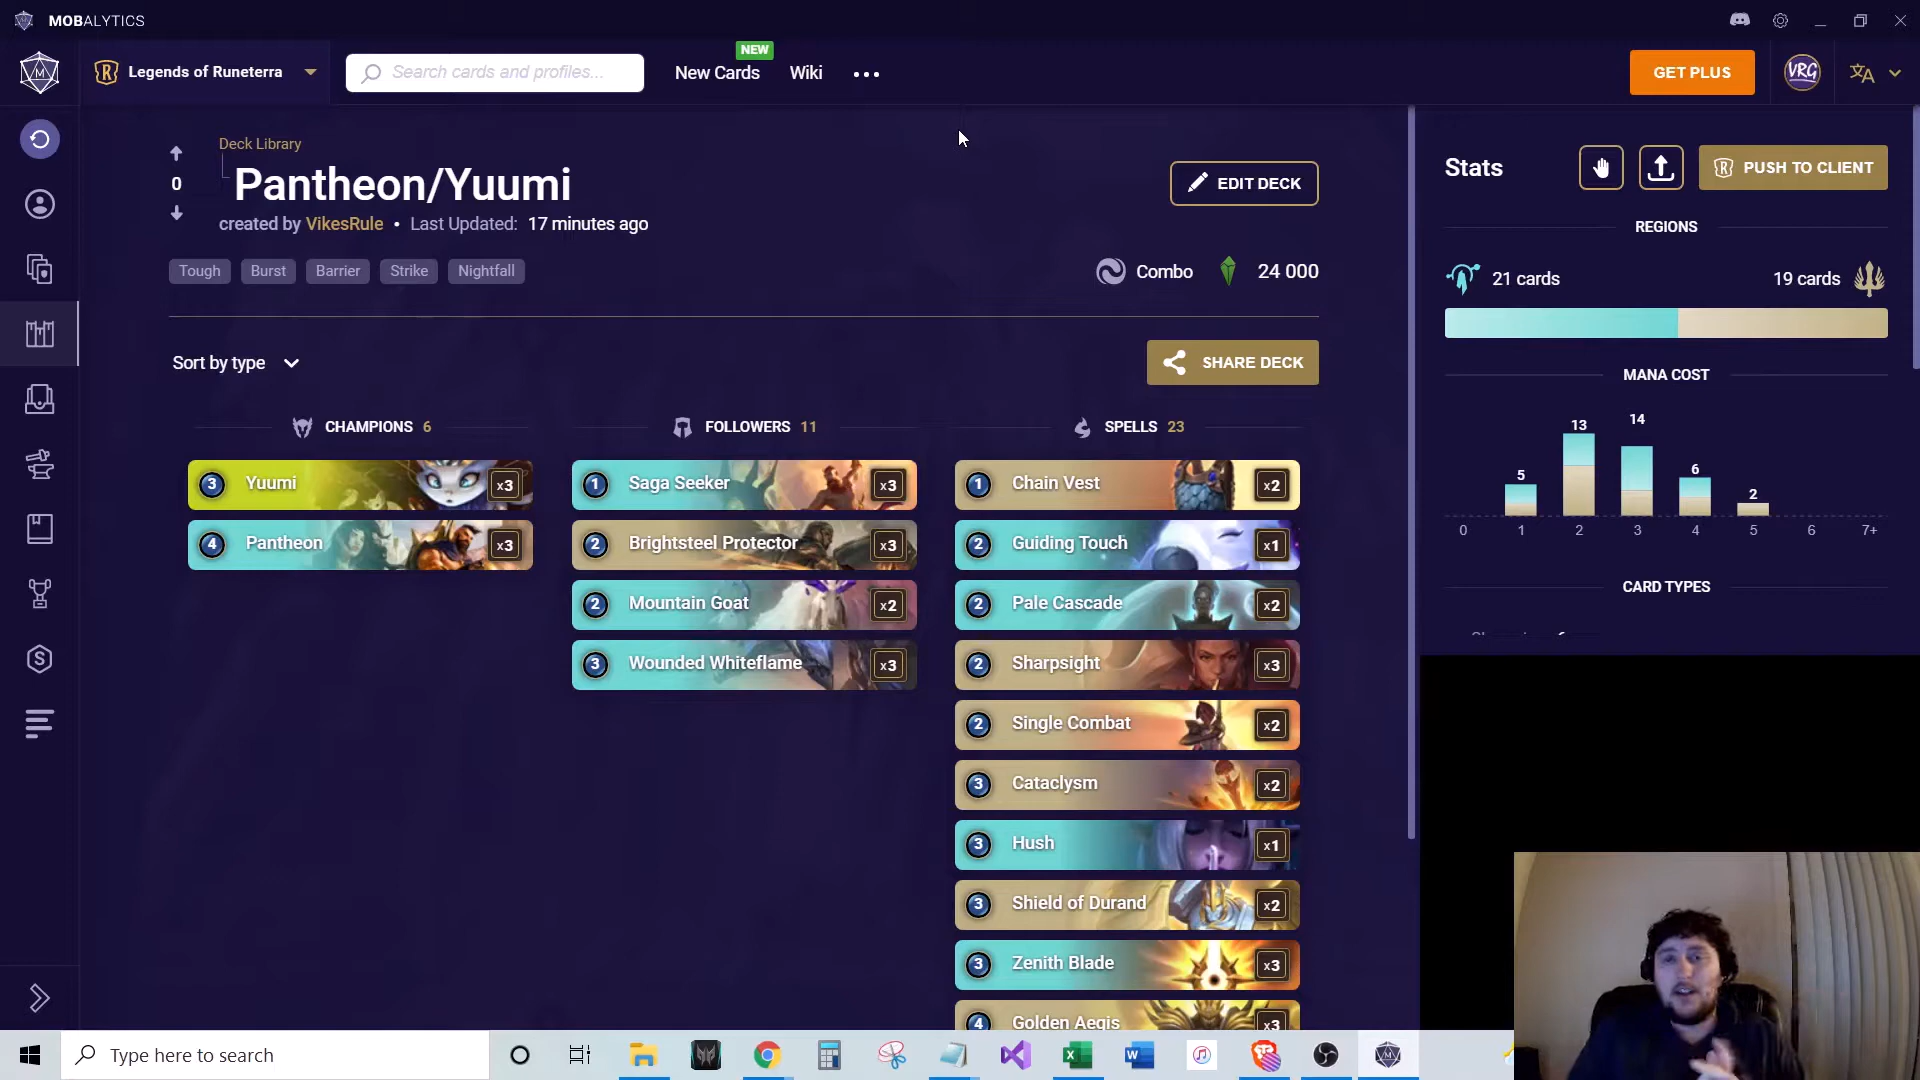 MOBALYTICS
Legends of Runeterra
Search cards and profiles...
New Cards
NEW
Wiki
GET PLUS
VRG
Deck Library
0
Pantheon/Yuumi
created by VikesRule • Last Updated: 17 minutes ago
EDIT DECK
Tough
Burst
Barrier
Strike
Nightfall
Combo
24 000
Sort by type
SHARE DECK
CHAMPIONS 6
3 Yuumi x3
4 Pantheon x3
FOLLOWERS 11
1 Saga Seeker x3
2 Brightsteel Protector x3
2 Mountain Goat x2
3 Wounded Whiteflame x3
SPELLS 23
1 Chain Vest x2
2 Guiding Touch x1
2 Pale Cascade x2
2 Sharpsight x3
2 Single Combat x2
3 Cataclysm x2
3 Hush x1
3 Shield of Durand x2
3 Zenith Blade x3
4 Golden Aegis x3
Stats
PUSH TO CLIENT
REGIONS
21 cards
19 cards
MANA COST
5 13 14 6 2
0 1 2 3 4 5 6 7+
CARD TYPES
Type here to search